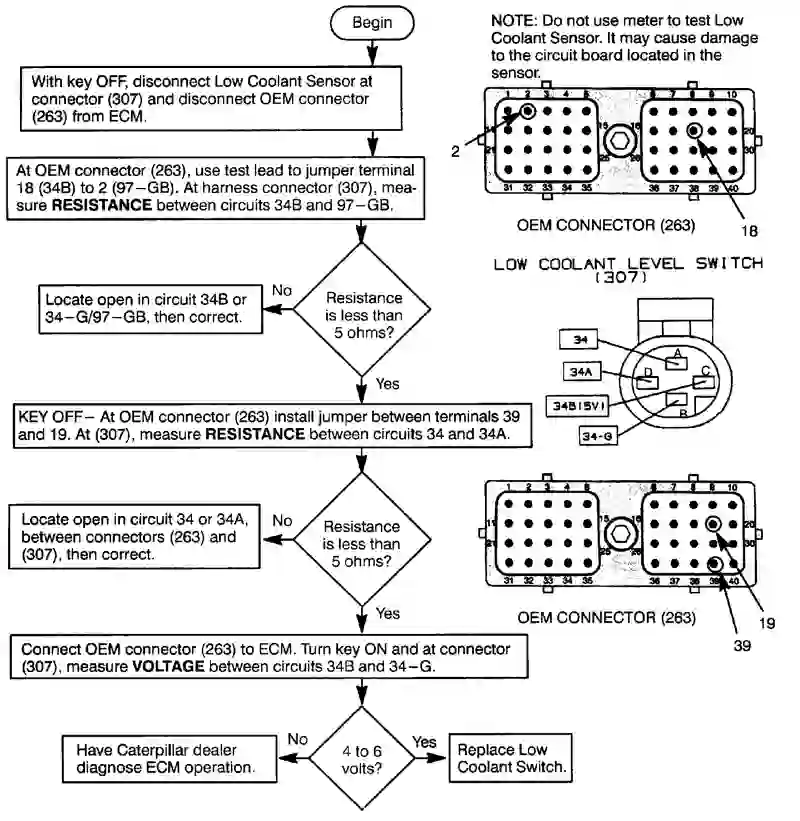 Begin
NOTE: Do not use meter to test Low
Coolant Sensor. It may cause damage
to the circuit board located in the
sensor.
With key OFF, disconnect Low Coolant Sensor at
connector (307) and disconnect OEM connector
(263) from ECM.
At OEM connector (263), use test lead to jumper terminal
18 (34B) to 2 (97-GB). At harness connector (307), mea-
sure RESISTANCE between circuits 34B and 97-GB.
1 2 3 4 5 6 7 8 9 10
15 16 20
2
21 25 26 30
31 32 33 34 35 36 37 38 39 40
OEM CONNECTOR (263)
18
LOW COOLANT LEVEL SWITCH
(307)
Resistance
is less than
5 ohms?
No
Locate open in circuit 34B or
34-G/97-GB, then correct.
Yes
34
34A
34B(5V)
34-G
A
D
C
B
KEY OFF- At OEM connector (263) install jumper between terminals 39
and 19. At (307), measure RESISTANCE between circuits 34 and 34A.
Resistance
is less than
5 ohms?
No
Locate open in circuit 34 or 34A,
between connectors (263) and
(307), then correct.
Yes
1 2 3 4 5 6 7 8 9 10
11 15 16 20
21 25 26 30
31 32 33 34 35 36 37 38 39 40
OEM CONNECTOR (263)
19
39
Connect OEM connector (263) to ECM. Turn key ON and at connector
(307), measure VOLTAGE between circuits 34B and 34-G.
4 to 6
volts?
No
Have Caterpillar dealer
diagnose ECM operation.
Yes
Replace Low
Coolant Switch.